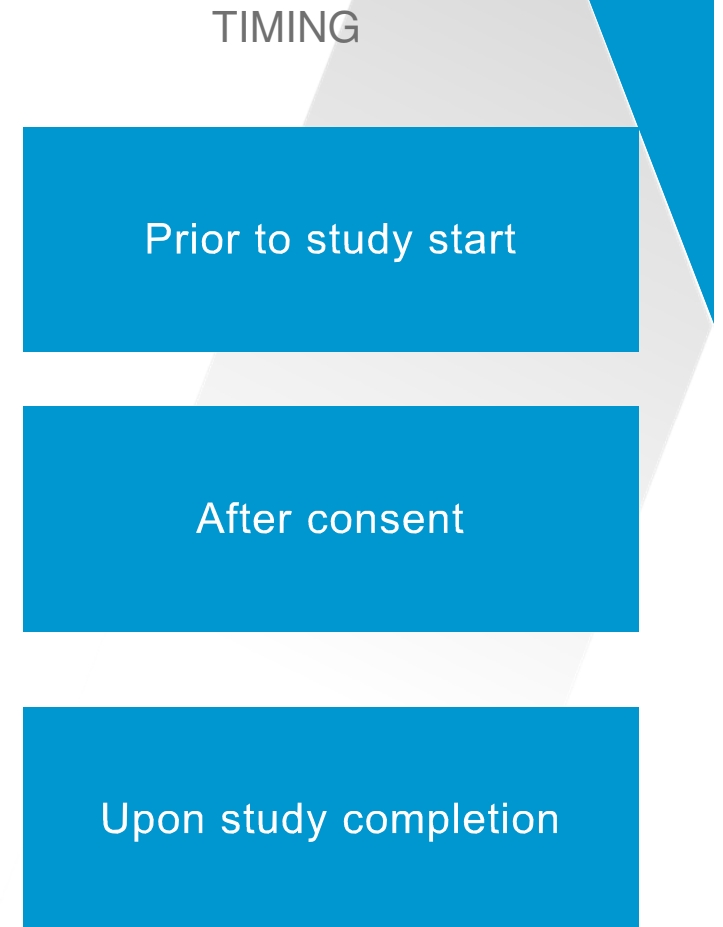 TIMING
Prior to study start
After consent
Upon study completion